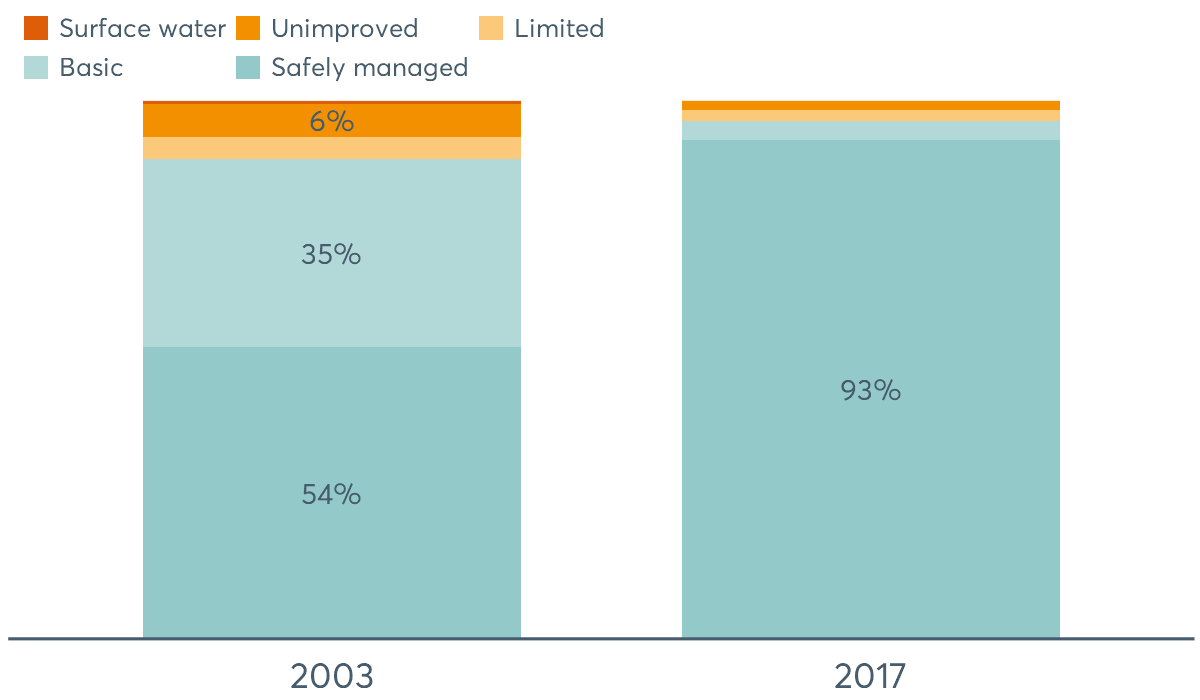 Surface water Unimproved Limited
Basic Safely managed
6%
35%
93%
54%
2003 2017